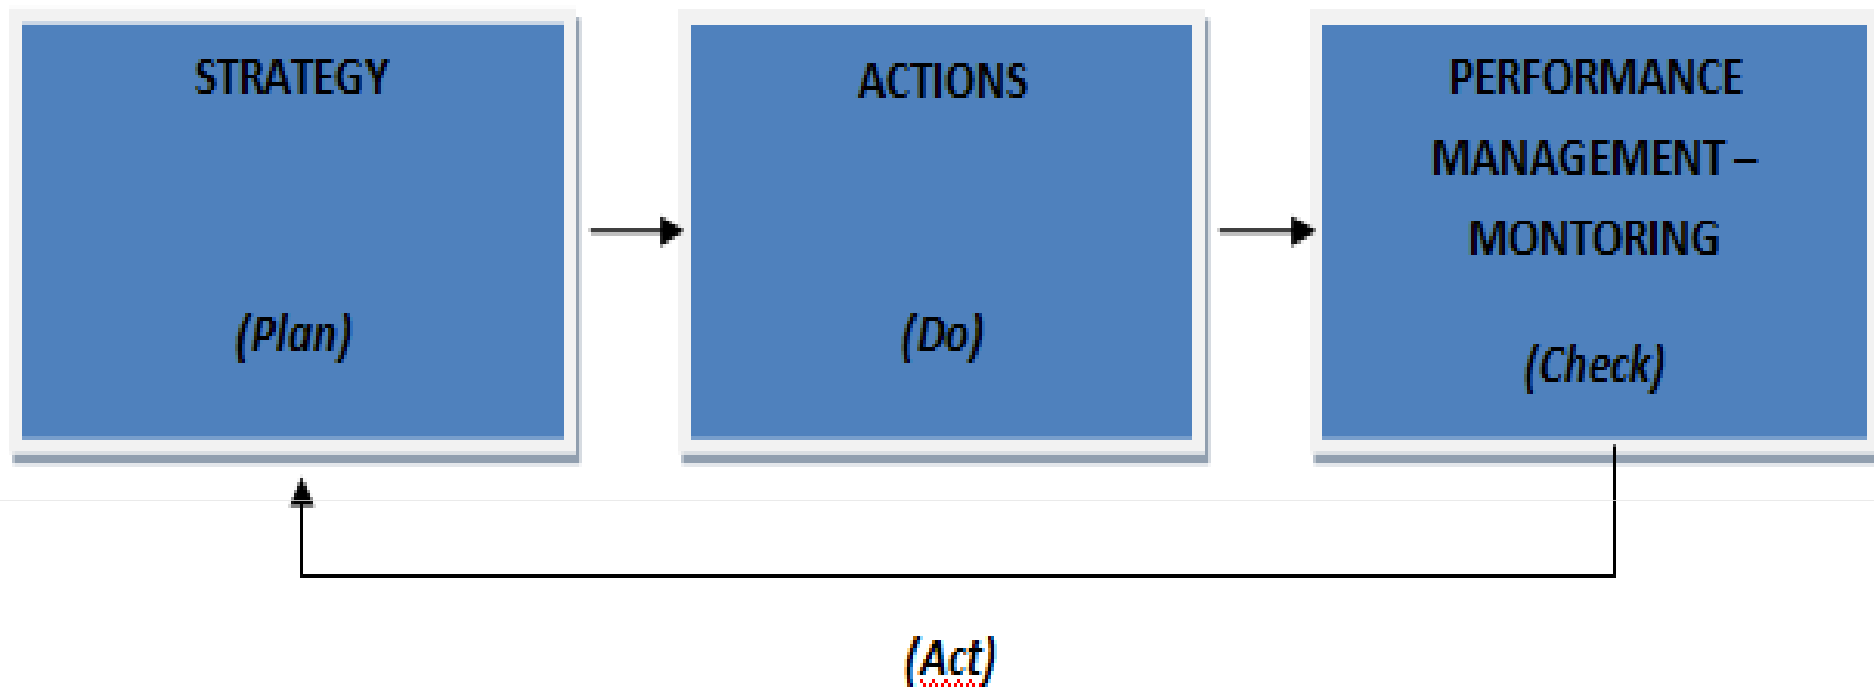 STRATEGY
(Plan)
ACTIONS
(Do)
PERFORMANCE
MANAGEMENT –
MONTORING
(Check)
(Act)